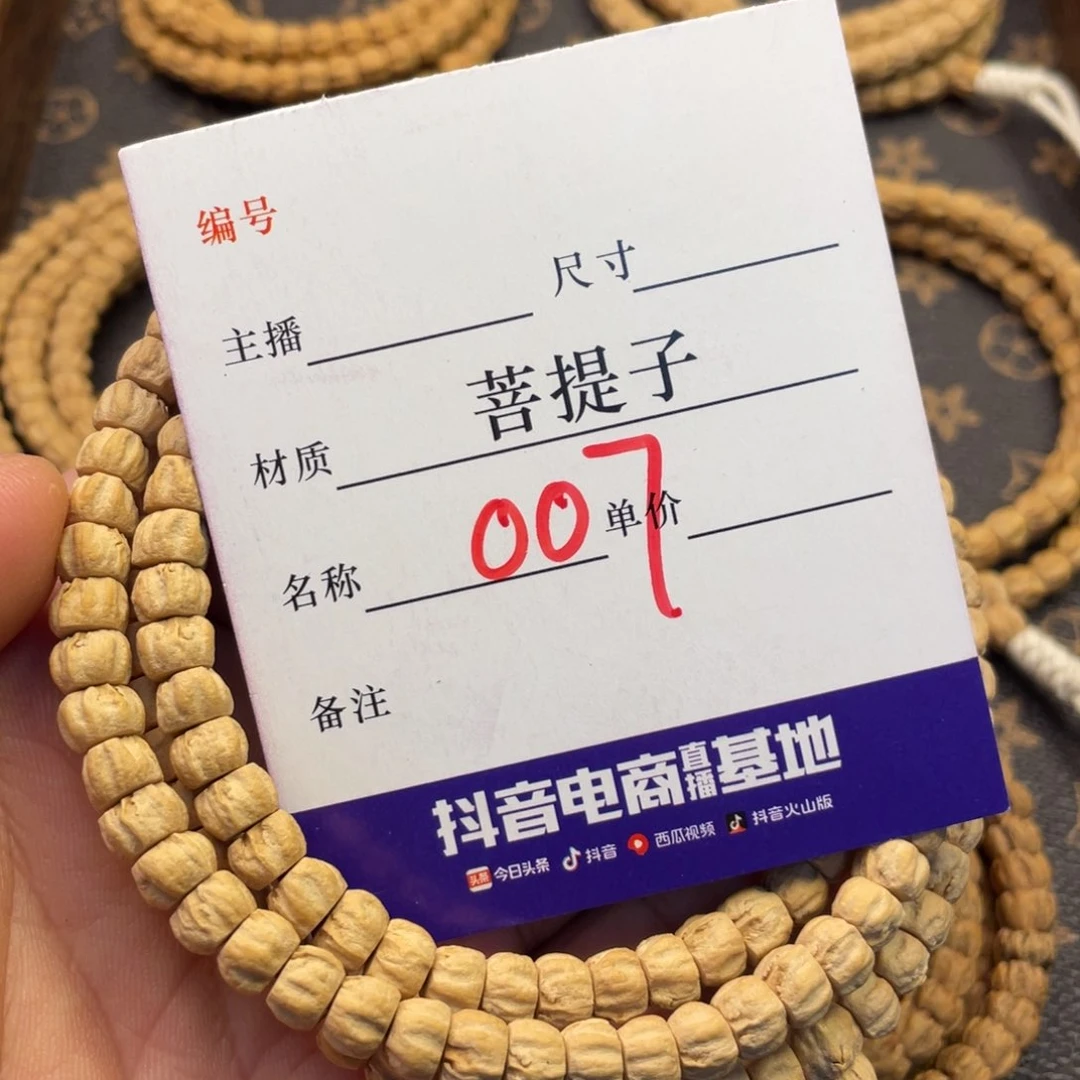 编号
尺寸
主播
菩提子
材质
007
单价
名称
备注
抖音电商直播基地
头条 今日头条 抖音 西瓜视频 抖音火山版